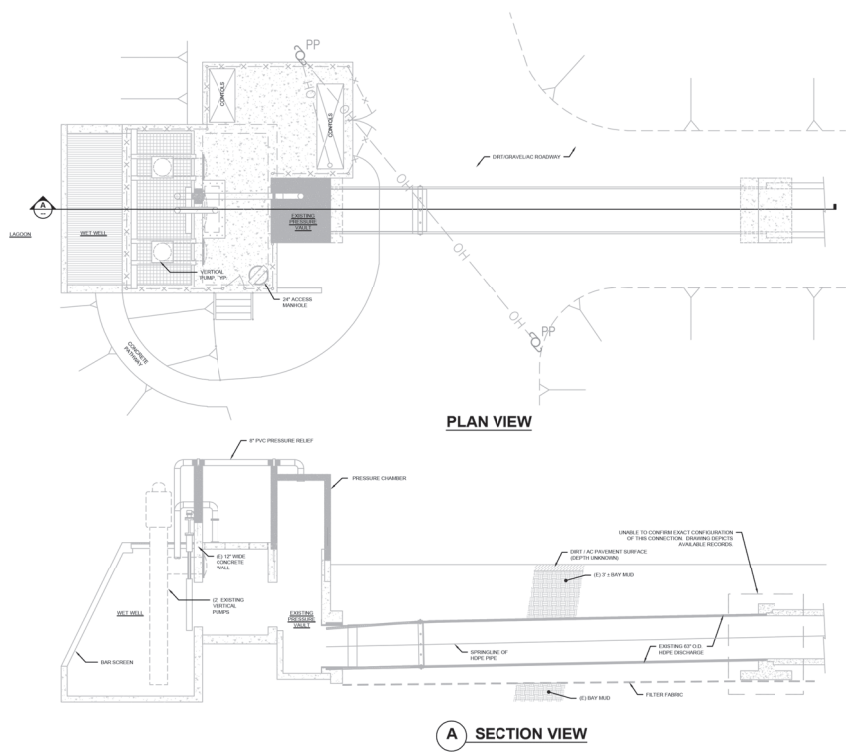 PP
CONTOLS
CONTOLS
OH
OH
DIRT/GRAVEL/AC ROADWAY
A
LAGOON
WET WELL
EXISTING
PRESSURE
VAULT
OH
VERTICAL
PUMP, TYP.
24" ACCESS
MANHOLE
OH
PP
CONCRETE
PATHWAY
PLAN VIEW
8" PVC PRESSURE RELIEF
PRESSURE CHAMBER
UNABLE TO CONFIRM EXACT CONFIGURATION
OF THIS CONNECTION. DRAWING DEPICTS
AVAILABLE RECORDS.
DIRT / AC PAVEMENT SURFACE
(DEPTH UNKNOWN)
(E) 12" WIDE
CONCRETE
WALL
(E) 3' ± BAY MUD
WET WELL
(2) EXISTING
VERTICAL
PUMPS
EXISTING
PRESSURE
VAULT
BAR SCREEN
SPRINGLINE OF
HDPE PIPE
EXISTING 63" O.D.
HDPE DISCHARGE
FILTER FABRIC
(E) BAY MUD
A SECTION VIEW